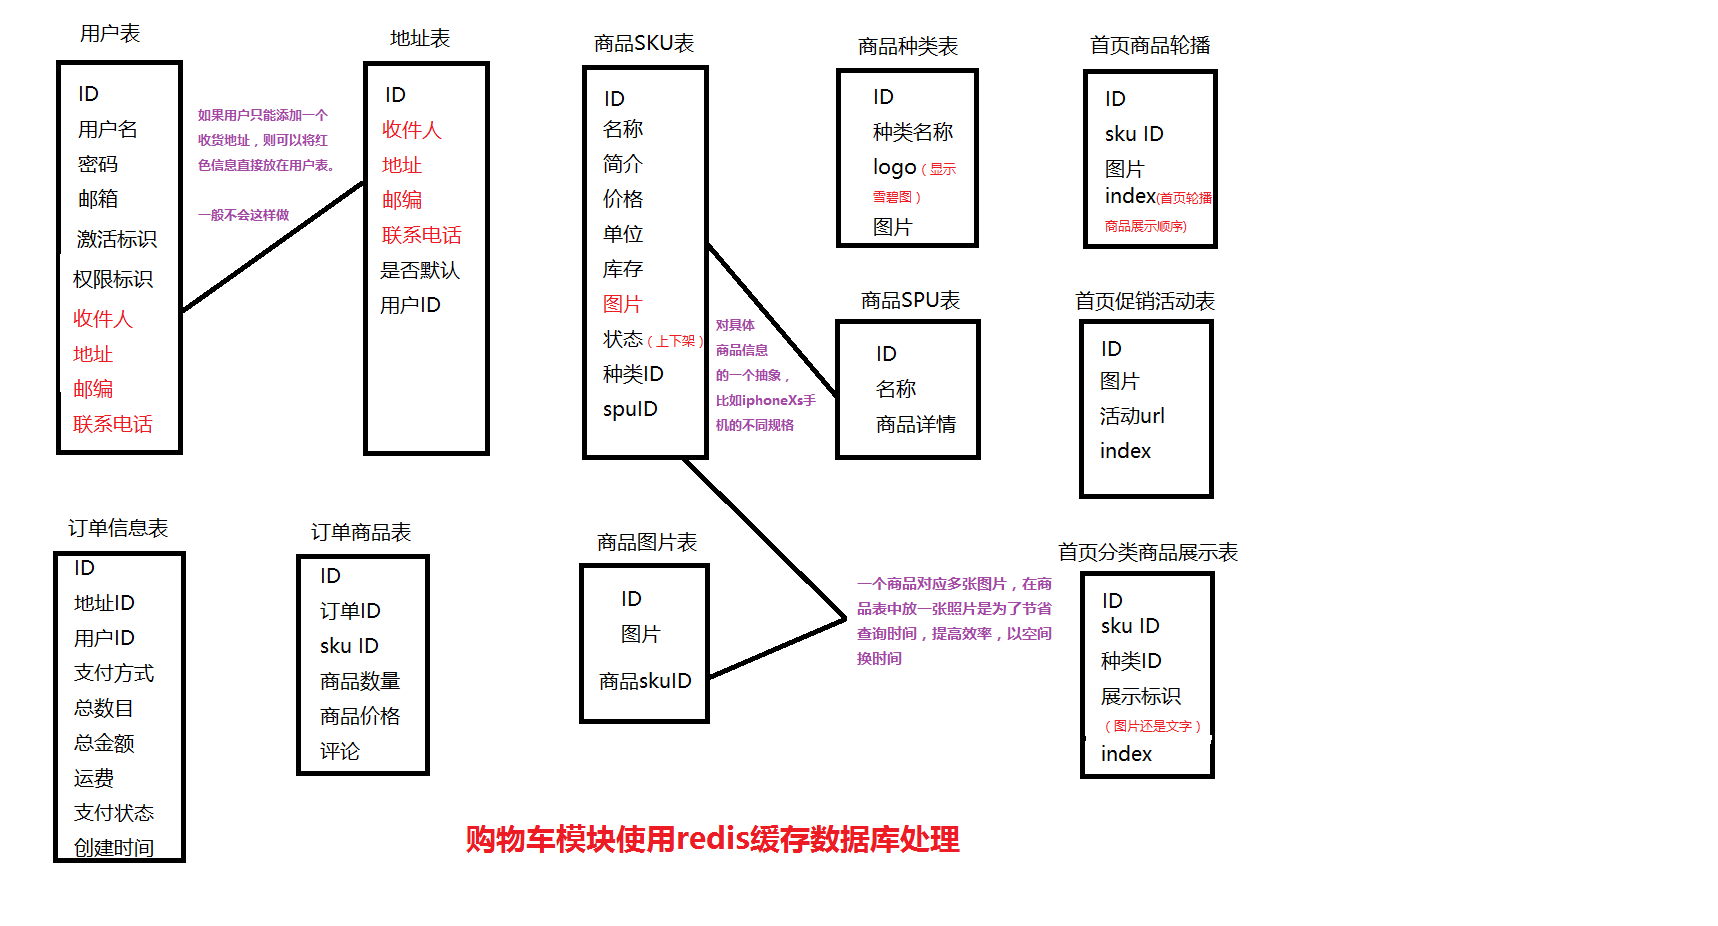 用户表
ID
用户名
密码
邮箱
激活标识
权限标识
收件人
地址
邮编
联系电话
如果用户只能添加一个
收货地址，则可以将红
色信息直接放在用户表。
一般不会这样做
地址表
ID
收件人
地址
邮编
联系电话
是否默认
用户ID
商品SKU表
ID
名称
简介
价格
单位
库存
图片
状态（上下架）
种类ID
spuID
对具体
商品信息
的一个抽象，
比如iphoneXs手
机的不同规格
商品种类表
ID
种类名称
logo（显示
雪碧图）
图片
首页商品轮播
ID
sku ID
图片
index(首页轮播
商品展示顺序)
商品SPU表
ID
名称
商品详情
首页促销活动表
ID
图片
活动url
index
订单信息表
ID
地址ID
用户ID
支付方式
总数目
总金额
运费
支付状态
创建时间
订单商品表
ID
订单ID
sku ID
商品数量
商品价格
评论
商品图片表
ID
图片
商品skuID
一个商品对应多张图片，在商
品表中放一张照片是为了节省
查询时间，提高效率，以空间
换时间
首页分类商品展示表
ID
sku ID
种类ID
展示标识
（图片还是文字）
index
购物车模块使用redis缓存数据库处理